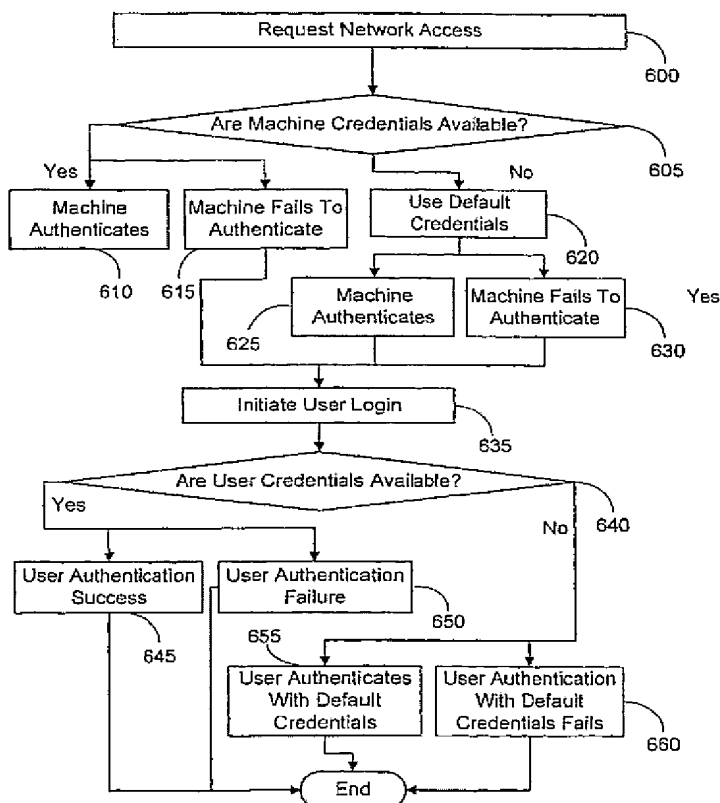 Request Network Access
600
Are Machine Credentials Available?
605
Yes
No
Machine
Authenticates
610
Machine Fails To
Authenticate
615
Use Default
Credentials
620
Machine
Authenticates
625
Machine Fails To
Authenticate
630
Yes
Initiate User Login
635
Are User Credentials Available?
640
Yes
No
User Authentication
Success
645
User Authentication
Failure
650
655
User Authenticates
With Default
Credentials
User Authentication
With Default
Credentials Fails
660
End